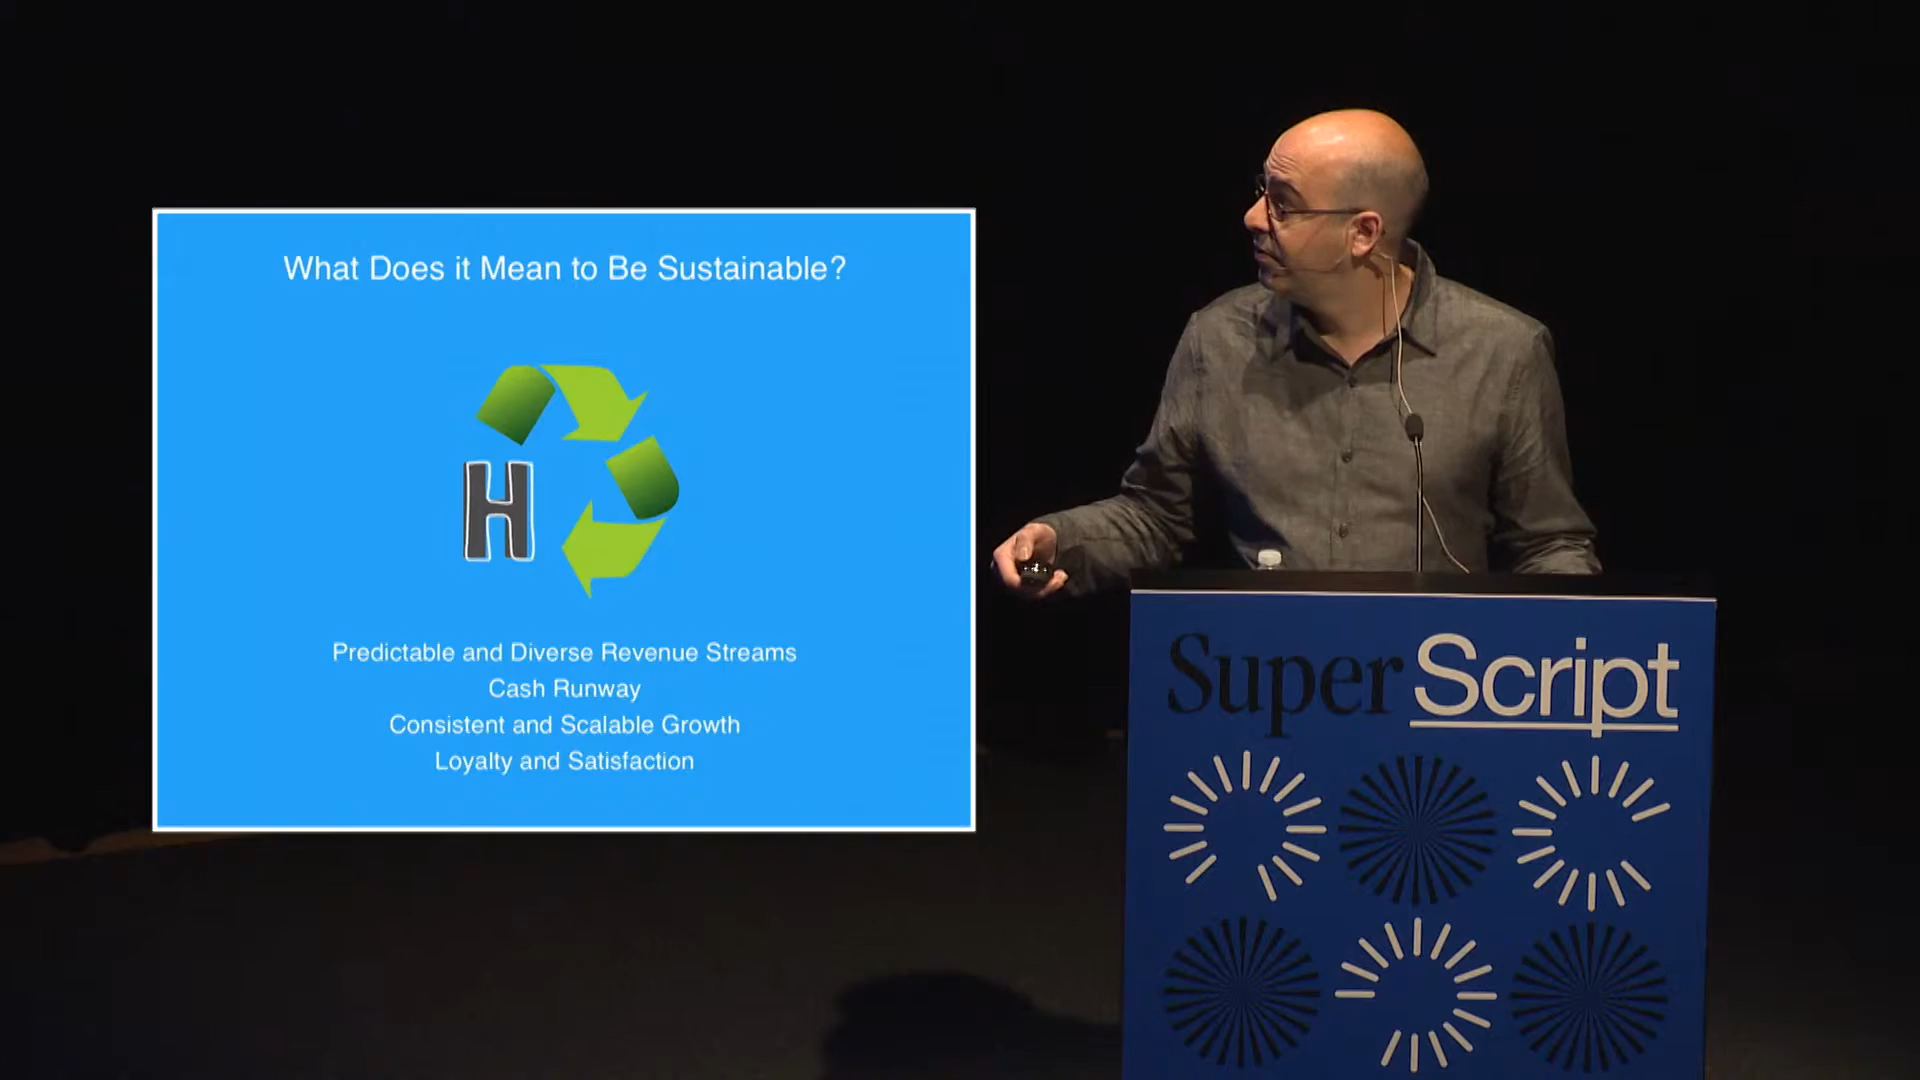 What Does it Mean to Be Sustainable?
H
Predictable and Diverse Revenue Streams
Cash Runway
Consistent and Scalable Growth
Loyalty and Satisfaction
Super Script